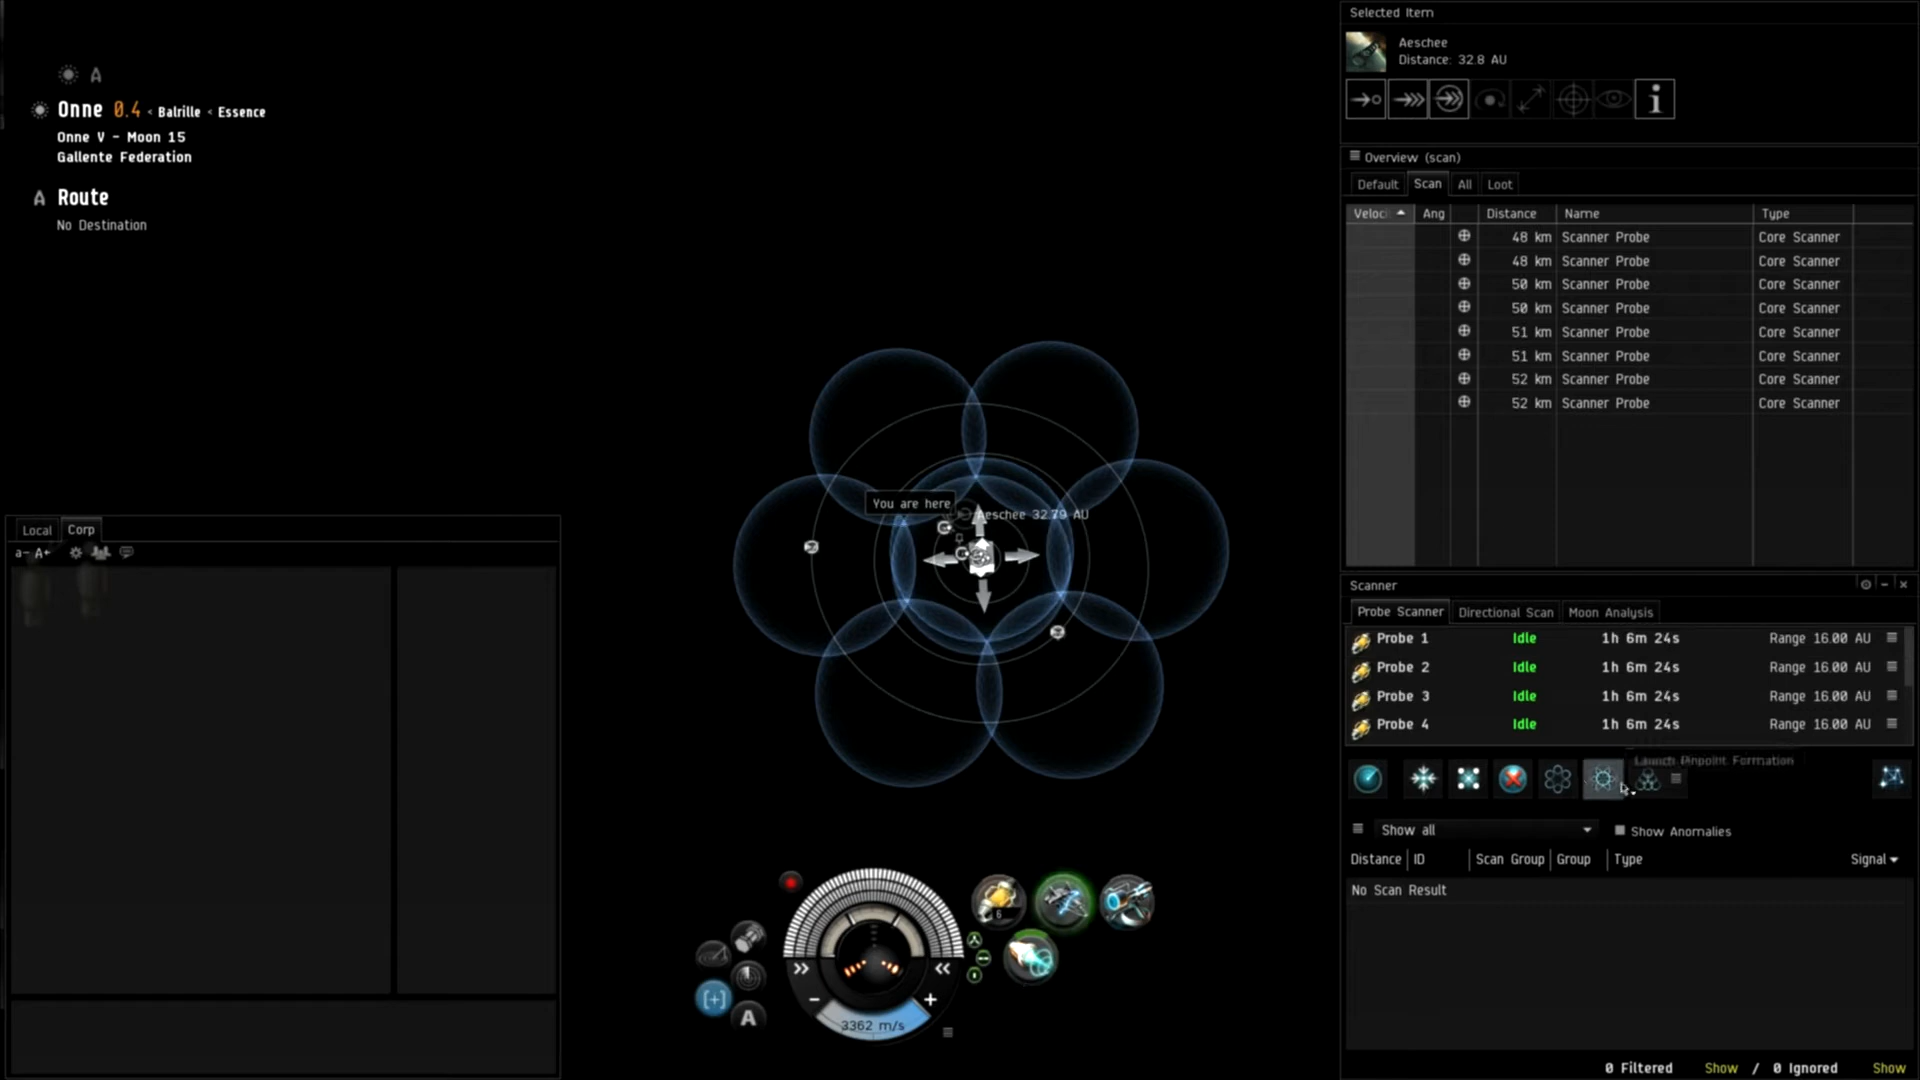 Onne 0.4 < Balrille < Essence
Onne V - Moon 15
Gallente Federation
A Route
No Destination
Local Corp
a- A+
You are here
Aeschee 32.79 AU
6
3362 m/s
A
Selected Item
Aeschee
Distance: 32.8 AU
Overview (scan)
Default Scan All Loot
Veloci Ang Distance Name Type
48 km Scanner Probe Core Scanner
48 km Scanner Probe Core Scanner
50 km Scanner Probe Core Scanner
50 km Scanner Probe Core Scanner
51 km Scanner Probe Core Scanner
51 km Scanner Probe Core Scanner
52 km Scanner Probe Core Scanner
52 km Scanner Probe Core Scanner
Scanner
Probe Scanner Directional Scan Moon Analysis
Probe 1 Idle 1h 6m 24s Range 16.00 AU
Probe 2 Idle 1h 6m 24s Range 16.00 AU
Probe 3 Idle 1h 6m 24s Range 16.00 AU
Probe 4 Idle 1h 6m 24s Range 16.00 AU
Launch Pinpoint Formation
Show all Show Anomalies
Distance ID Scan Group Group Type Signal
No Scan Result
0 Filtered Show / 0 Ignored Show